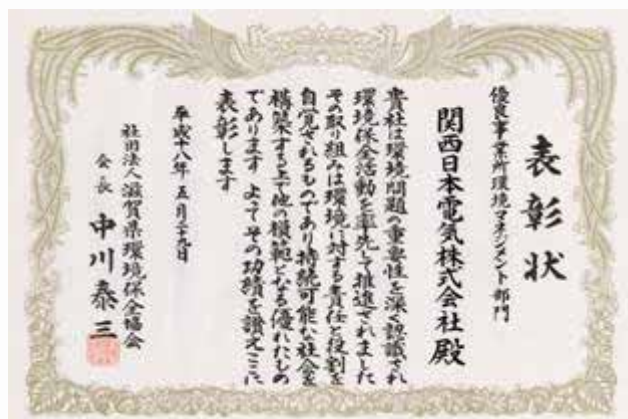 表彰状
優良事業所環境マネジメント部門
関西日本電気株式会社 殿
貴社は環境問題の重要性を深く認識され
環境保全活動を率先して推進されました
その取り組みは環境に対する責任と役割を
自覚されるものであり持続可能な社会を
構築する上で他の模範となる優れたもの
であります よってその功績を讃えここに
表彰します
平成十八年 五月二十九日
社団法人滋賀県環境保全協会
会長 中川泰三